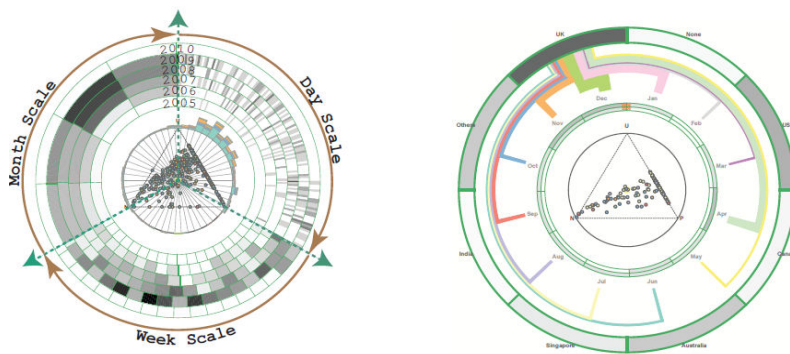 2010
2009
2008
2007
2006
2005
Month Scale
Day Scale
Week Scale
UK
None
Others
US
India
Singapore
Australia
Dec
Jan
Nov
Feb
Oct
Mar
Sep
Apr
Aug
May
Jul
Jun
U
N
P